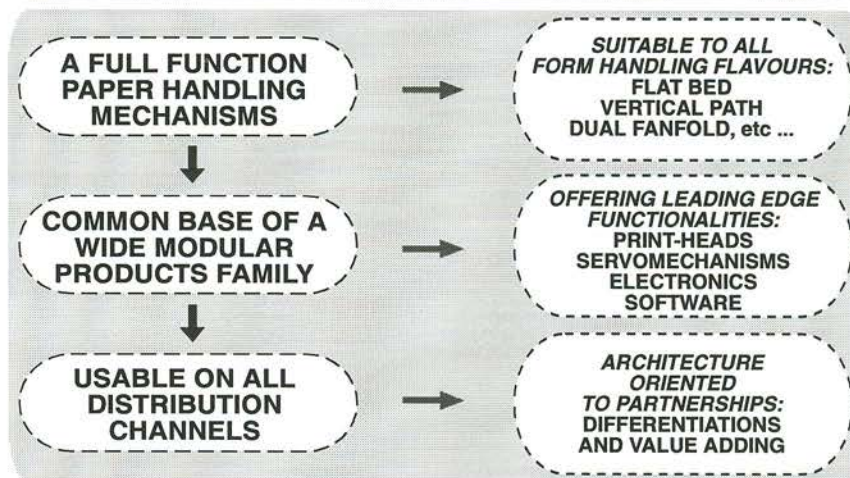 A FULL FUNCTION
PAPER HANDLING
MECHANISMS
SUITABLE TO ALL
FORM HANDLING FLAVOURS:
FLAT BED
VERTICAL PATH
DUAL FANFOLD, etc ...
COMMON BASE OF A
WIDE MODULAR
PRODUCTS FAMILY
OFFERING LEADING EDGE
FUNCTIONALITIES:
PRINT-HEADS
SERVOMECHANISMS
ELECTRONICS
SOFTWARE
USABLE ON ALL
DISTRIBUTION
CHANNELS
ARCHITECTURE
ORIENTED
TO PARTNERSHIPS:
DIFFERENTIATIONS
AND VALUE ADDING